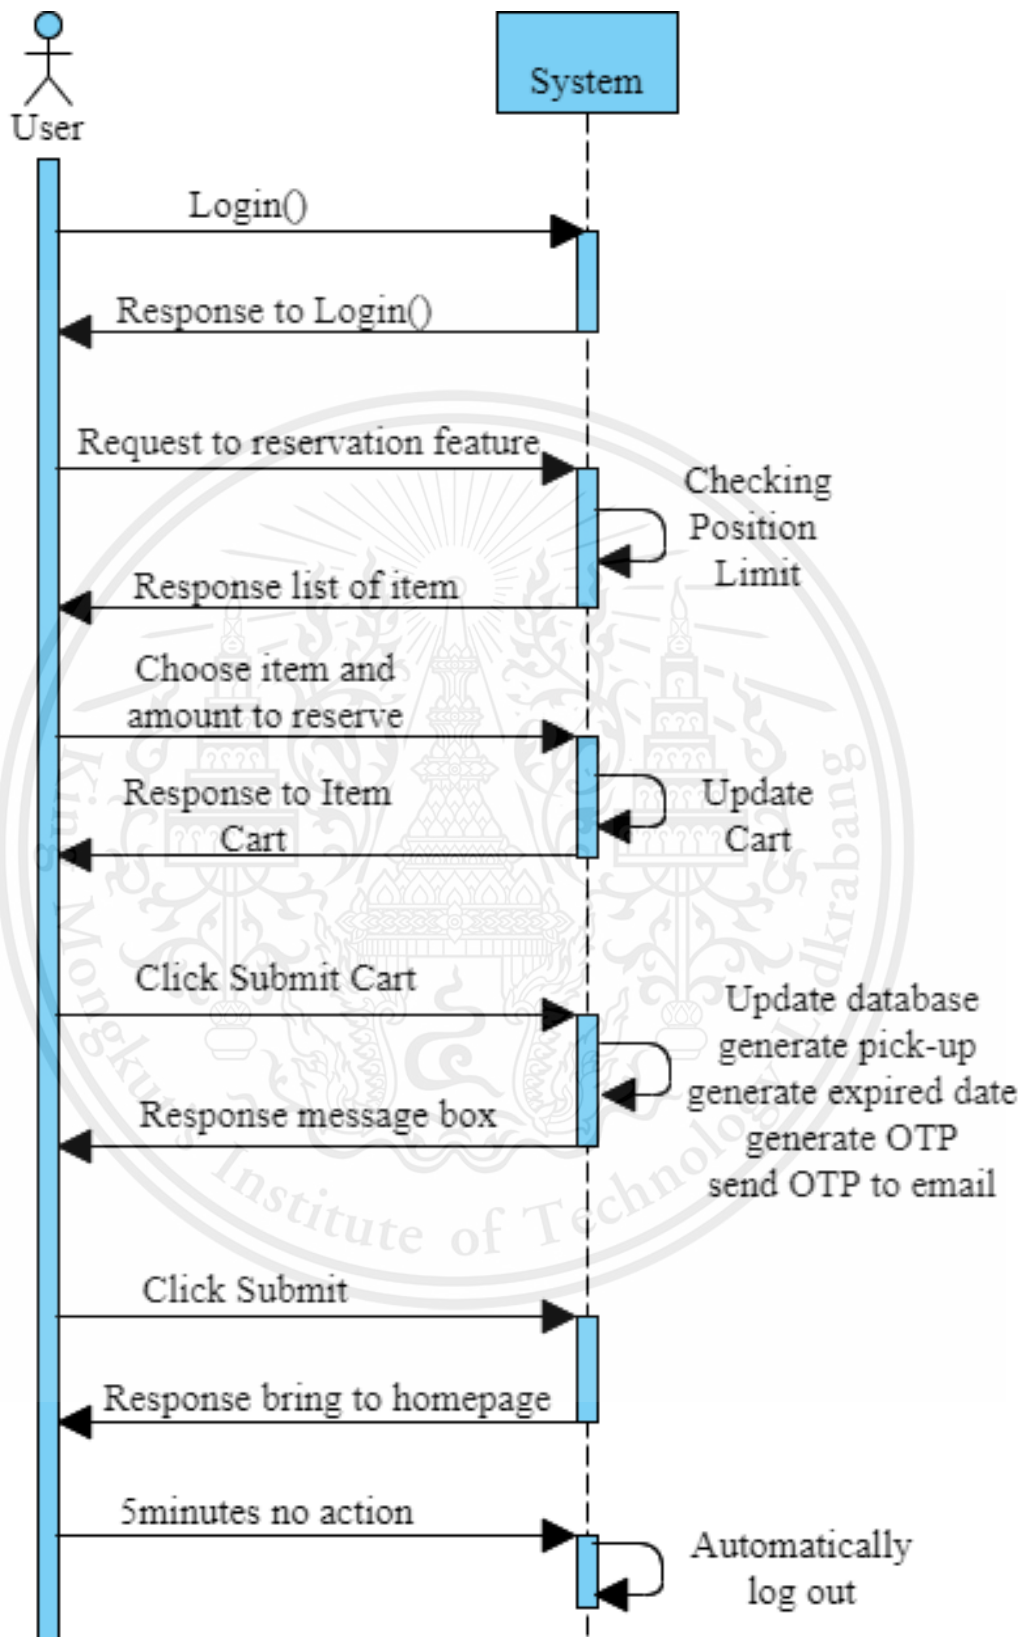 System
User
Login()
Response to Login()
Request to reservation feature
Checking
Position
Limit
Response list of item
Choose item and
amount to reserve
Response to Item
Cart
Update
Cart
Click Submit Cart
Update database
generate pick-up
generate expired date
generate OTP
send OTP to email
Response message box
Click Submit
Response bring to homepage
5minutes no action
Automatically
log out
King Mongkut's Institute of Technology Ladkrabang